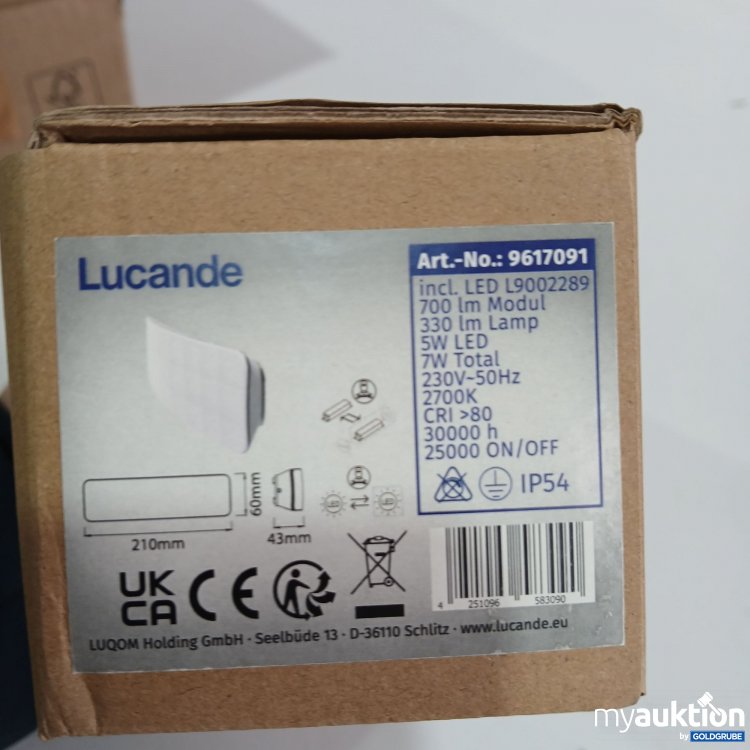 Lucande
Art.-No.: 9617091
incl. LED L9002289
700 lm Modul
330 lm Lamp
5W LED
7W Total
230V~50Hz
2700K
CRI >80
30000 h
25000 ON/OFF
IP54
LED
LED
60mm
210mm
43mm
UK
CA CE
4 251096 583090
LUQOM Holding GmbH · Seelbüde 13 · D-36110 Schlitz · www.lucande.eu
myauktion
by GOLDGRUBE